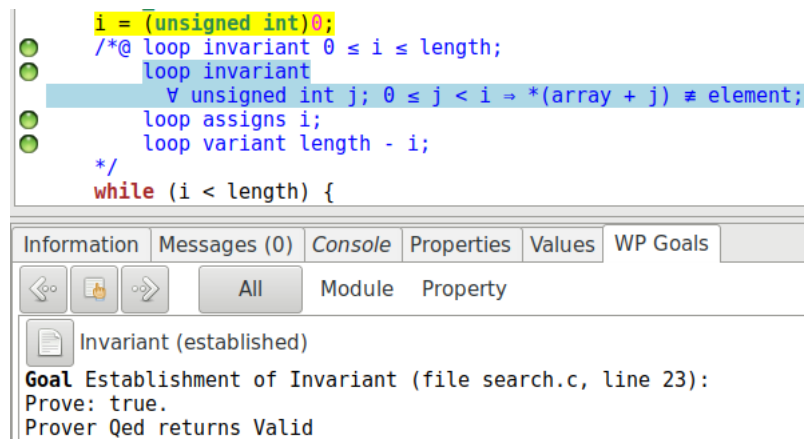 i = (unsigned int)0;
/*@ loop invariant 0 ≤ i ≤ length;
loop invariant
∀ unsigned int j; 0 ≤ j < i ⇒ *(array + j) ≢ element;
loop assigns i;
loop variant length - i;
*/
while (i < length) {
Information Messages (0) Console Properties Values WP Goals
All Module Property
Invariant (established)
Goal Establishment of Invariant (file search.c, line 23):
Prove: true.
Prover Qed returns Valid